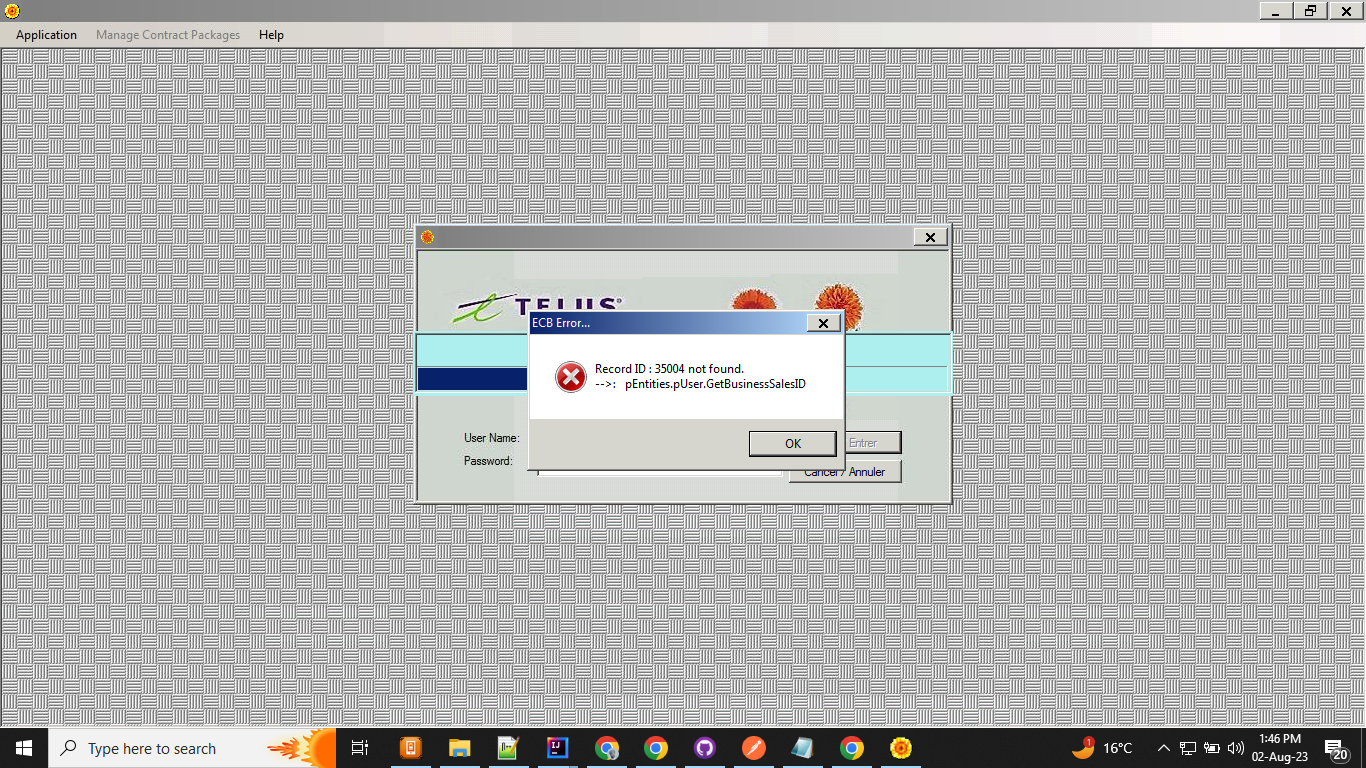 Application Manage Contract Packages Help
TELUS®
ECB Error...
Record ID : 35004 not found.
-->: pEntities.pUser.GetBusinessSalesID
OK
User Name:
Entrer
Password:
Cancel / Annuler
Type here to search
1
16°C
1:46 PM
02-Aug-23
20